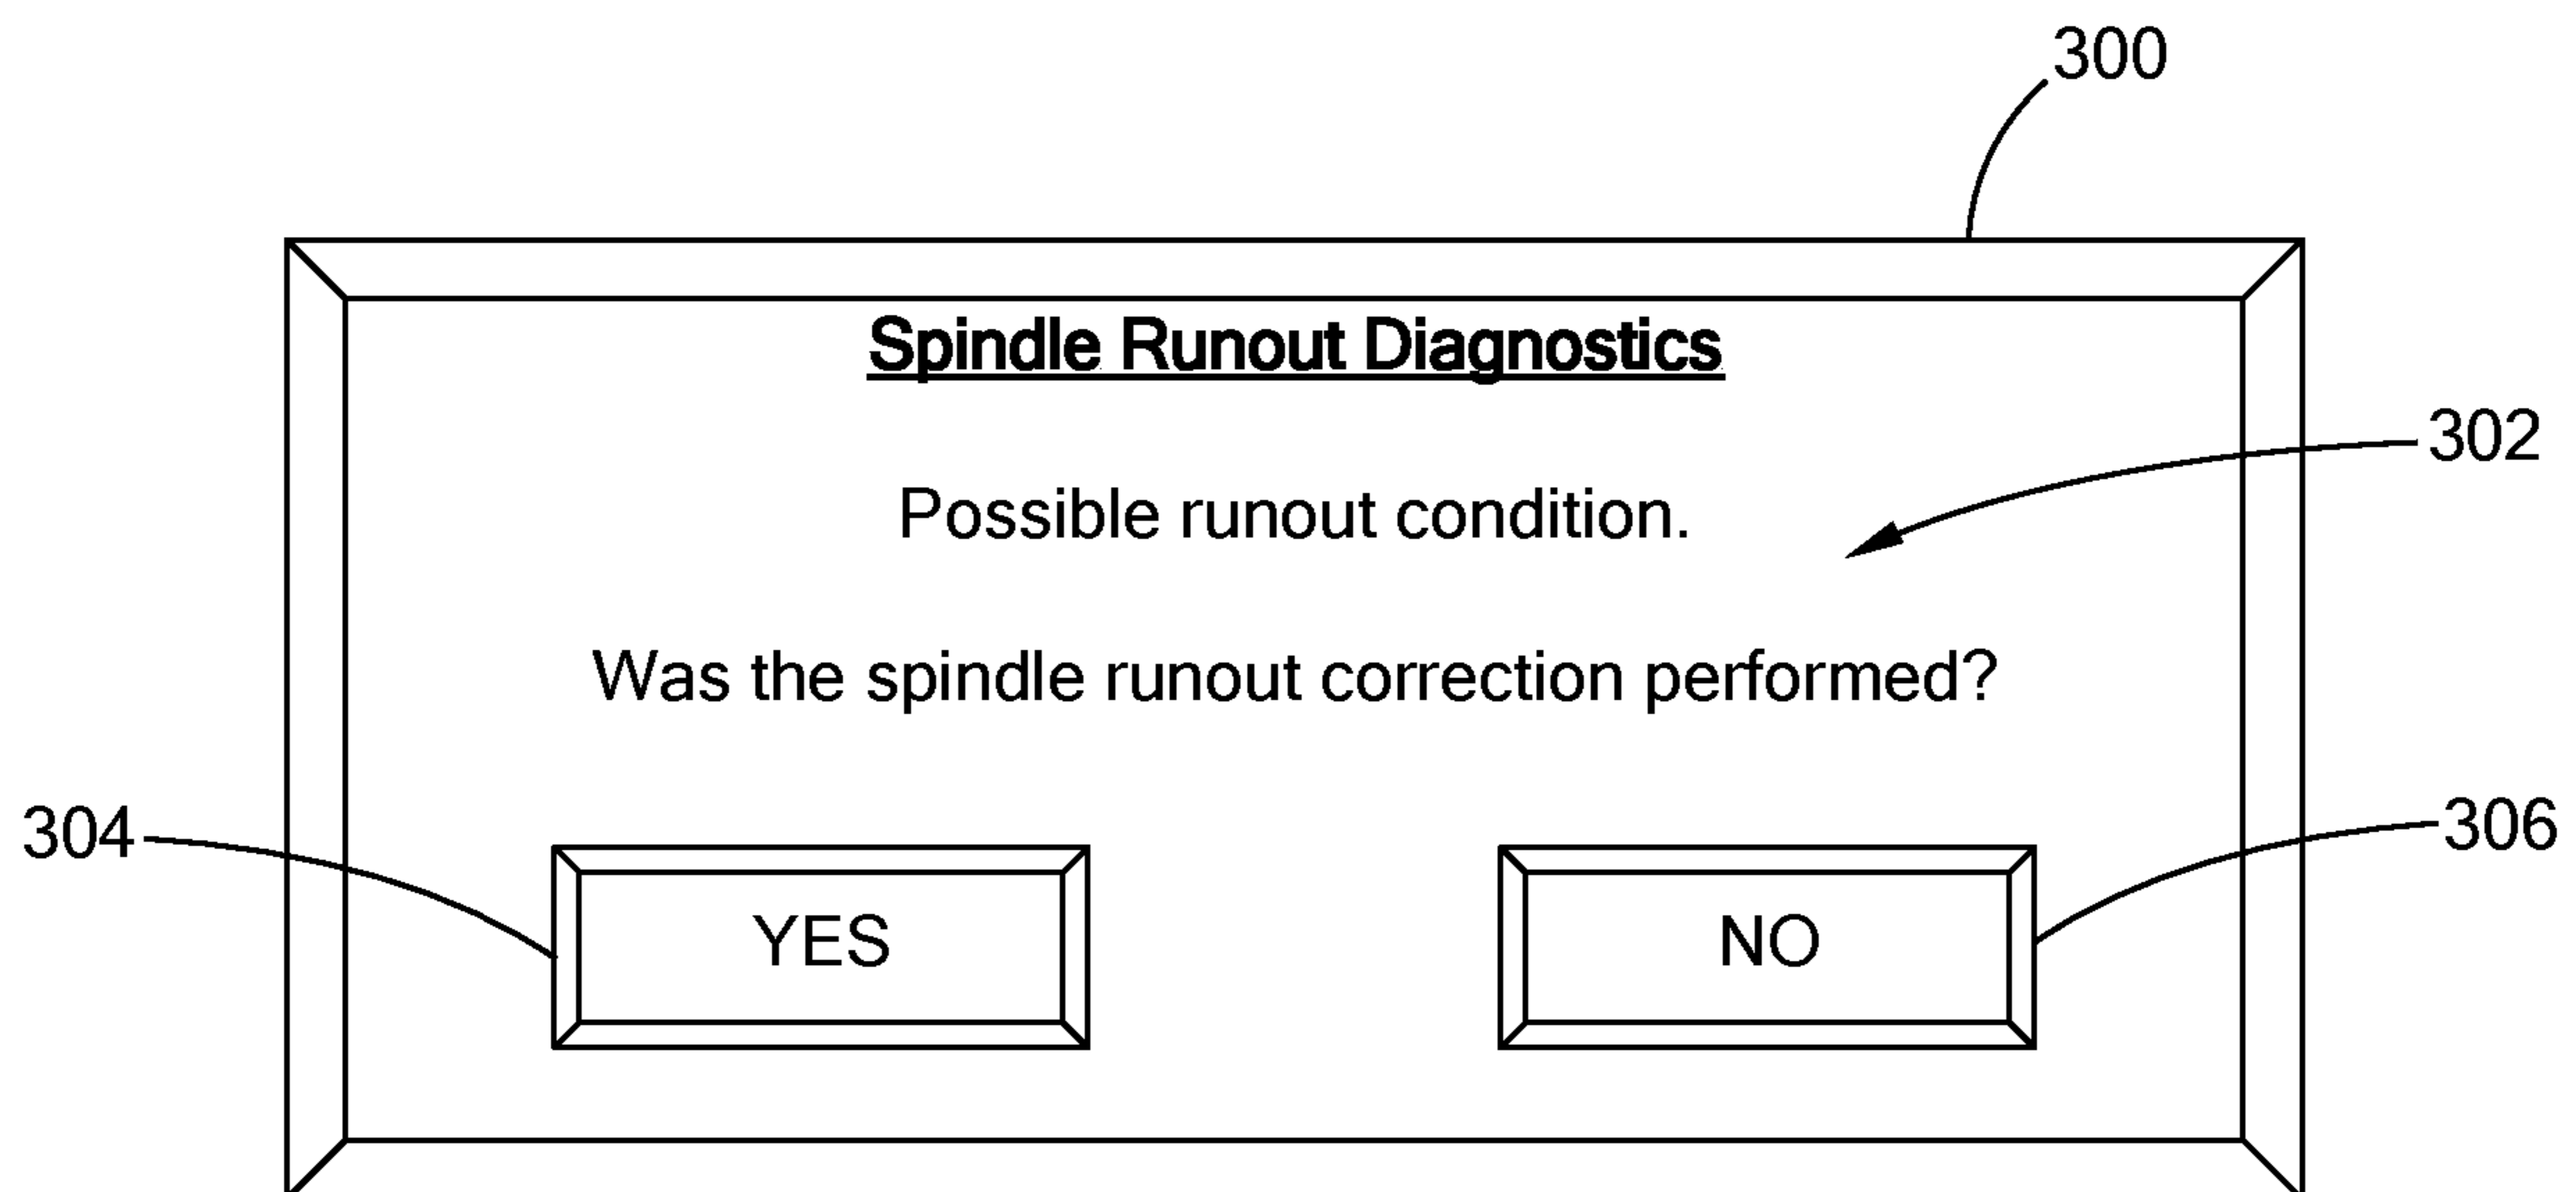 300
Spindle Runout Diagnostics
302
Possible runout condition.
Was the spindle runout correction performed?
304
306
YES
NO